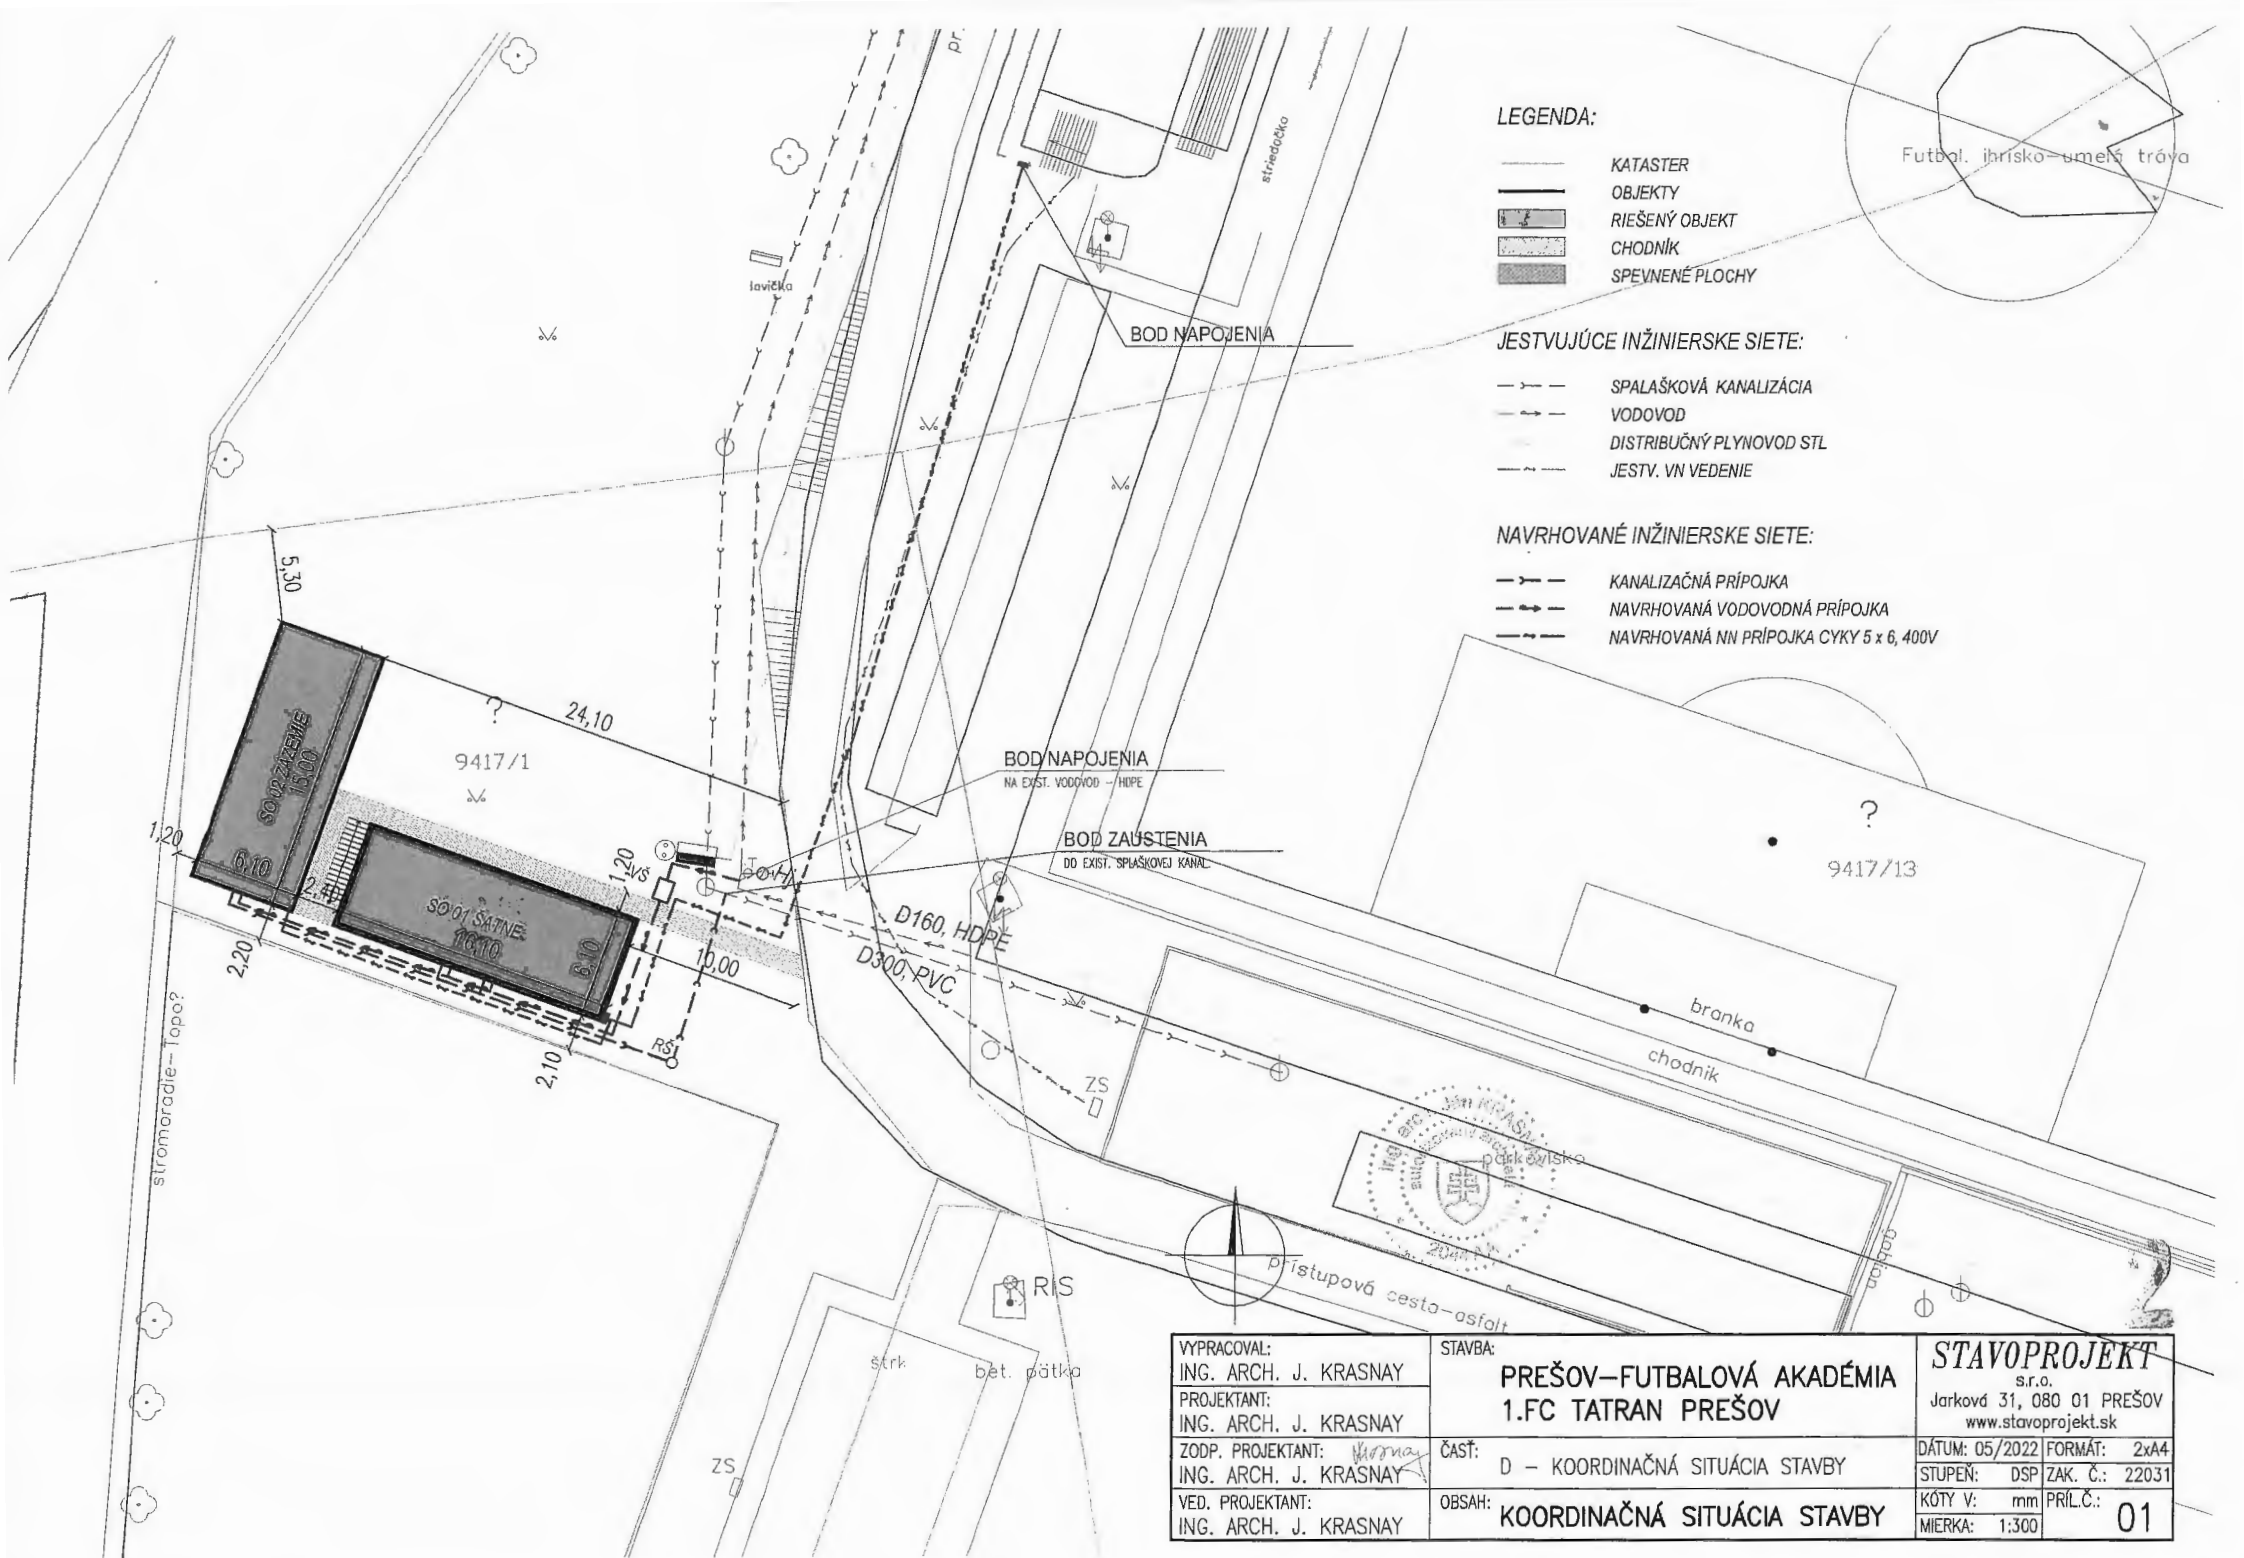 LEGENDA:
KATASTER
OBJEKTY
RIEŠENÝ OBJEKT
CHODNÍK
SPEVNENÉ PLOCHY
JESTVUJÚCE INŽINIERSKE SIETE:
SPALAŠKOVÁ KANALIZÁCIA
VODOVOD
DISTRIBUČNÝ PLYNOVOD STL
JESTV. VN VEDENIE
NAVRHOVANÉ INŽINIERSKE SIETE:
KANALIZAČNÁ PRÍPOJKA
NAVRHOVANÁ VODOVODNÁ PRÍPOJKA
NAVRHOVANÁ NN PRÍPOJKA CYKY 5 x 6, 400V
Futbal. ihrisko-umelá tráva
pr.
striedačka
lavička
BOD NAPOJENIA
5,30
24,10
?
9417/1
SO 02 ZÁZEMIE
15,00
6,10
1,20
2,20
SO 01 ŠATNE
16,10
6,10
1,20
VŠ
10,00
2,10
RŠ
BOD NAPOJENIA
NA EXIST. VODOVOD - HDPE
BOD ZAÚSTENIA
DO EXIST. SPLAŠKOVEJ KANÁL.
D160, HDPE
D300, PVC
?
9417/13
branka
chodník
ZS
parkovisko
gabion
prístupová cesta-asfalt
stromoradie-Topo?
RIS
štrk
bet. pätka
ZS
2044 AA
VYPRACOVAL:
ING. ARCH. J. KRASNAY
PROJEKTANT:
ING. ARCH. J. KRASNAY
ZODP. PROJEKTANT:
ING. ARCH. J. KRASNAY
VED. PROJEKTANT:
ING. ARCH. J. KRASNAY
STAVBA:
PREŠOV-FUTBALOVÁ AKADÉMIA
1.FC TATRAN PREŠOV
ČASŤ:
D - KOORDINAČNÁ SITUÁCIA STAVBY
OBSAH:
KOORDINAČNÁ SITUÁCIA STAVBY
STAVOPROJEKT
s.r.o.
Jarková 31, 080 01 PREŠOV
www.stavoprojekt.sk
DÁTUM: 05/2022 FORMÁT: 2xA4
STUPEŇ: DSP ZAK. Č.: 22031
KÓTY V: mm PRÍL.Č.: 01
MIERKA: 1:300